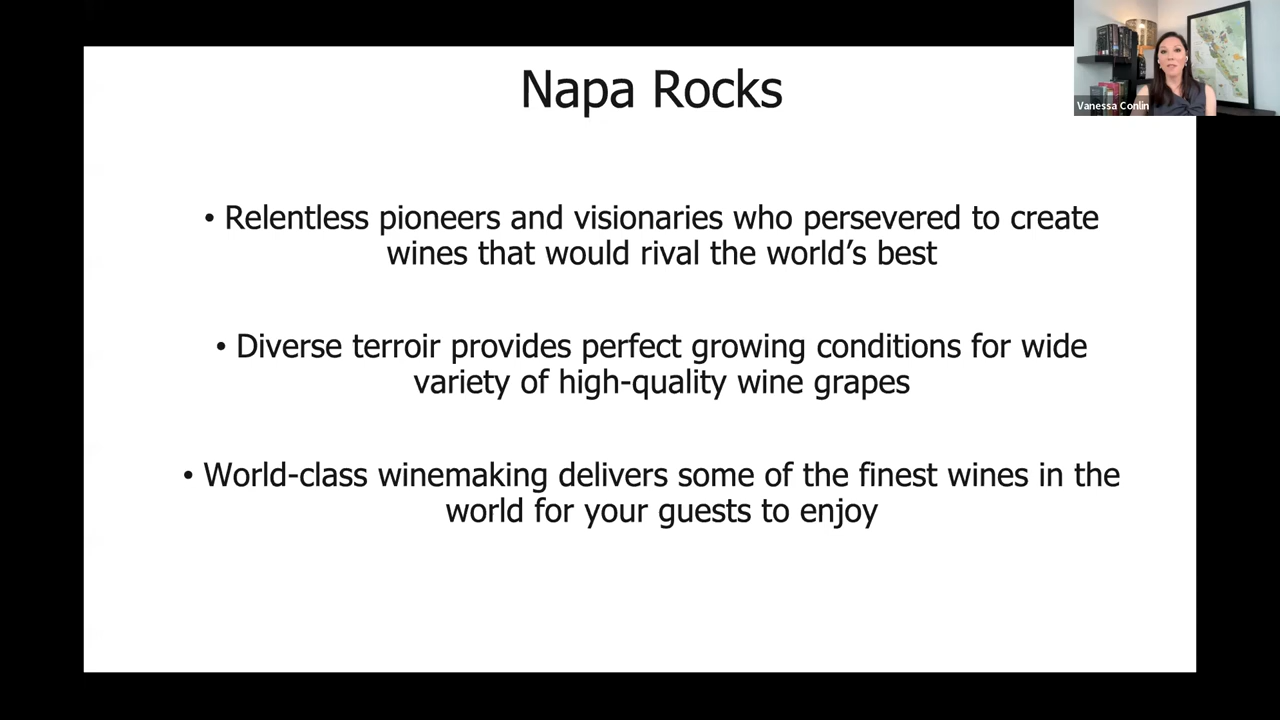 Napa Rocks
Vanessa Conlin
• Relentless pioneers and visionaries who persevered to create
wines that would rival the world’s best
• Diverse terroir provides perfect growing conditions for wide
variety of high-quality wine grapes
• World-class winemaking delivers some of the finest wines in the
world for your guests to enjoy